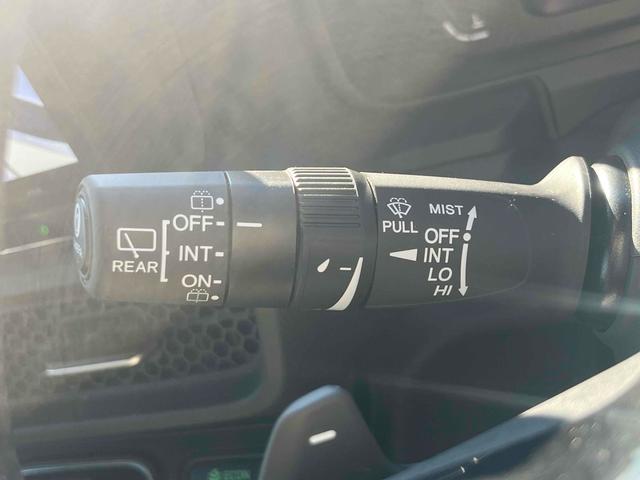 OFF
INT
ON
REAR
PULL
MIST
OFF
INT
LO
HI